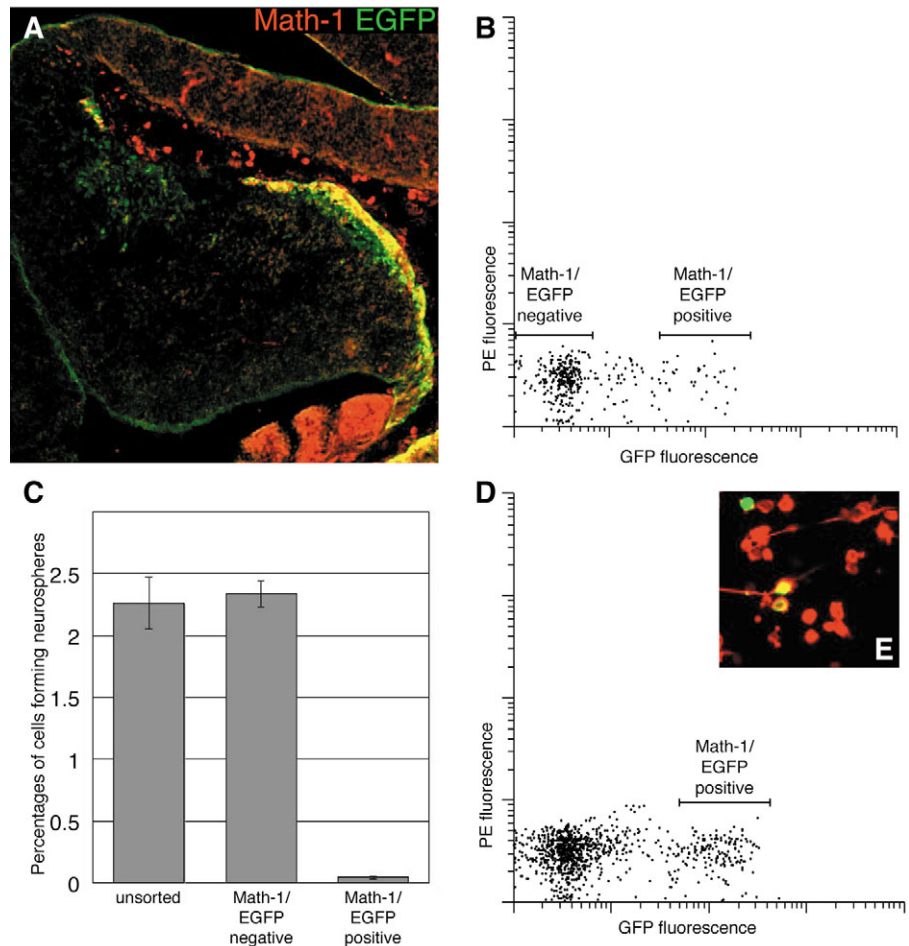 A
Math-1 EGFP
B
PE fluorescence
Math-1/
EGFP
negative
Math-1/
EGFP
positive
GFP fluorescence
C
Percentages of cells forming neurospheres
2.5
2
1.5
1
0.5
0
unsorted
Math-1/
EGFP
negative
Math-1/
EGFP
positive
D
E
PE fluorescence
Math-1/
EGFP
positive
GFP fluorescence